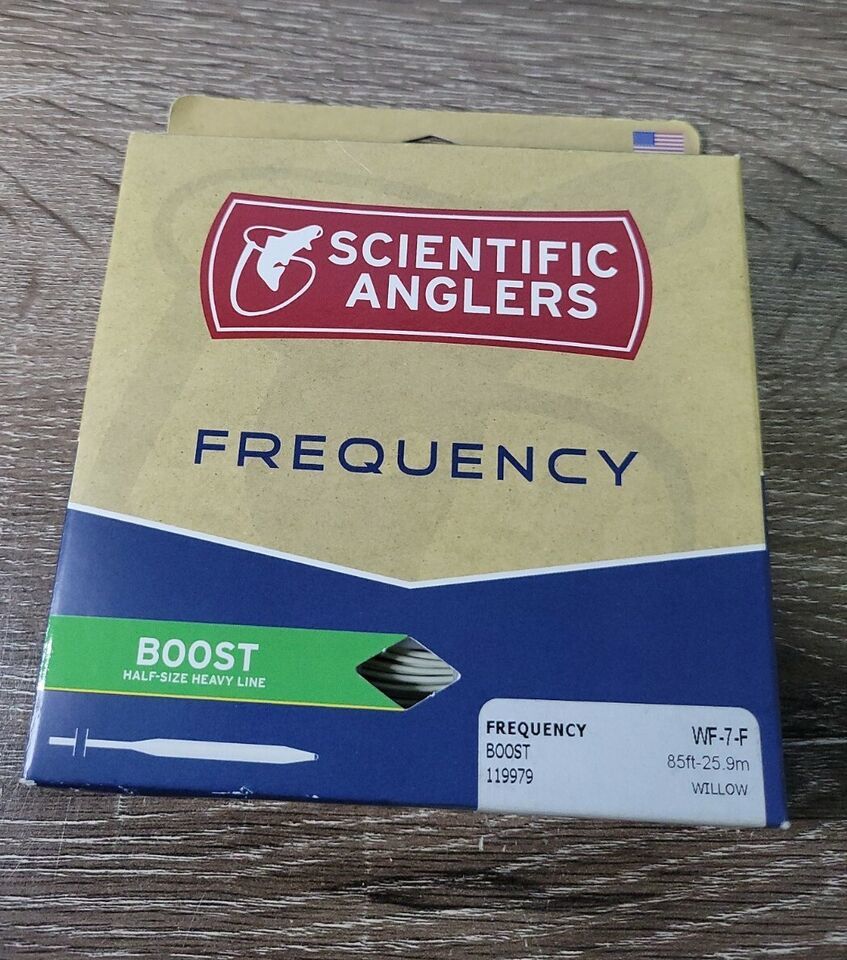 SCIENTIFIC
ANGLERS
FREQUENCY
BOOST
HALF-SIZE HEAVY LINE
FREQUENCY WF-7-F
BOOST 85ft-25.9m
119979 WILLOW